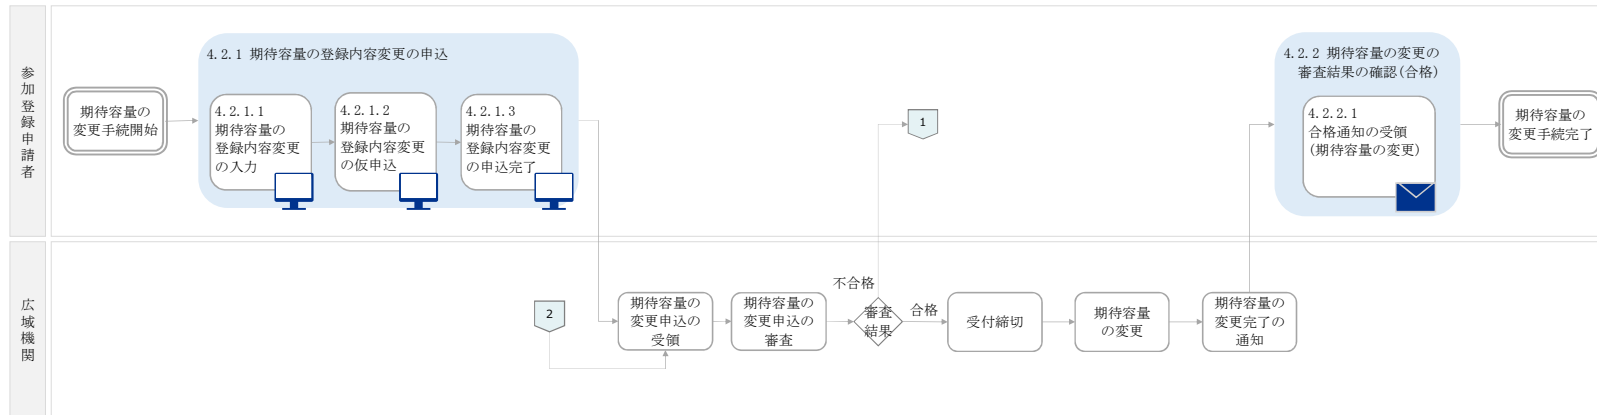 参加登録申請者
期待容量の
変更手続開始
4.2.1 期待容量の登録内容変更の申込
4.2.1.1
期待容量の
登録内容変更
の入力
4.2.1.2
期待容量の
登録内容変更
の仮申込
4.2.1.3
期待容量の
登録内容変更
の申込完了
1
4.2.2 期待容量の変更の
審査結果の確認(合格)
4.2.2.1
合格通知の受領
(期待容量の変更)
期待容量の
変更手続完了
広域機関
2
期待容量の
変更申込の
受領
期待容量の
変更申込の
審査
不合格
審査
結果
合格
受付締切
期待容量
の変更
期待容量の
変更完了の
通知